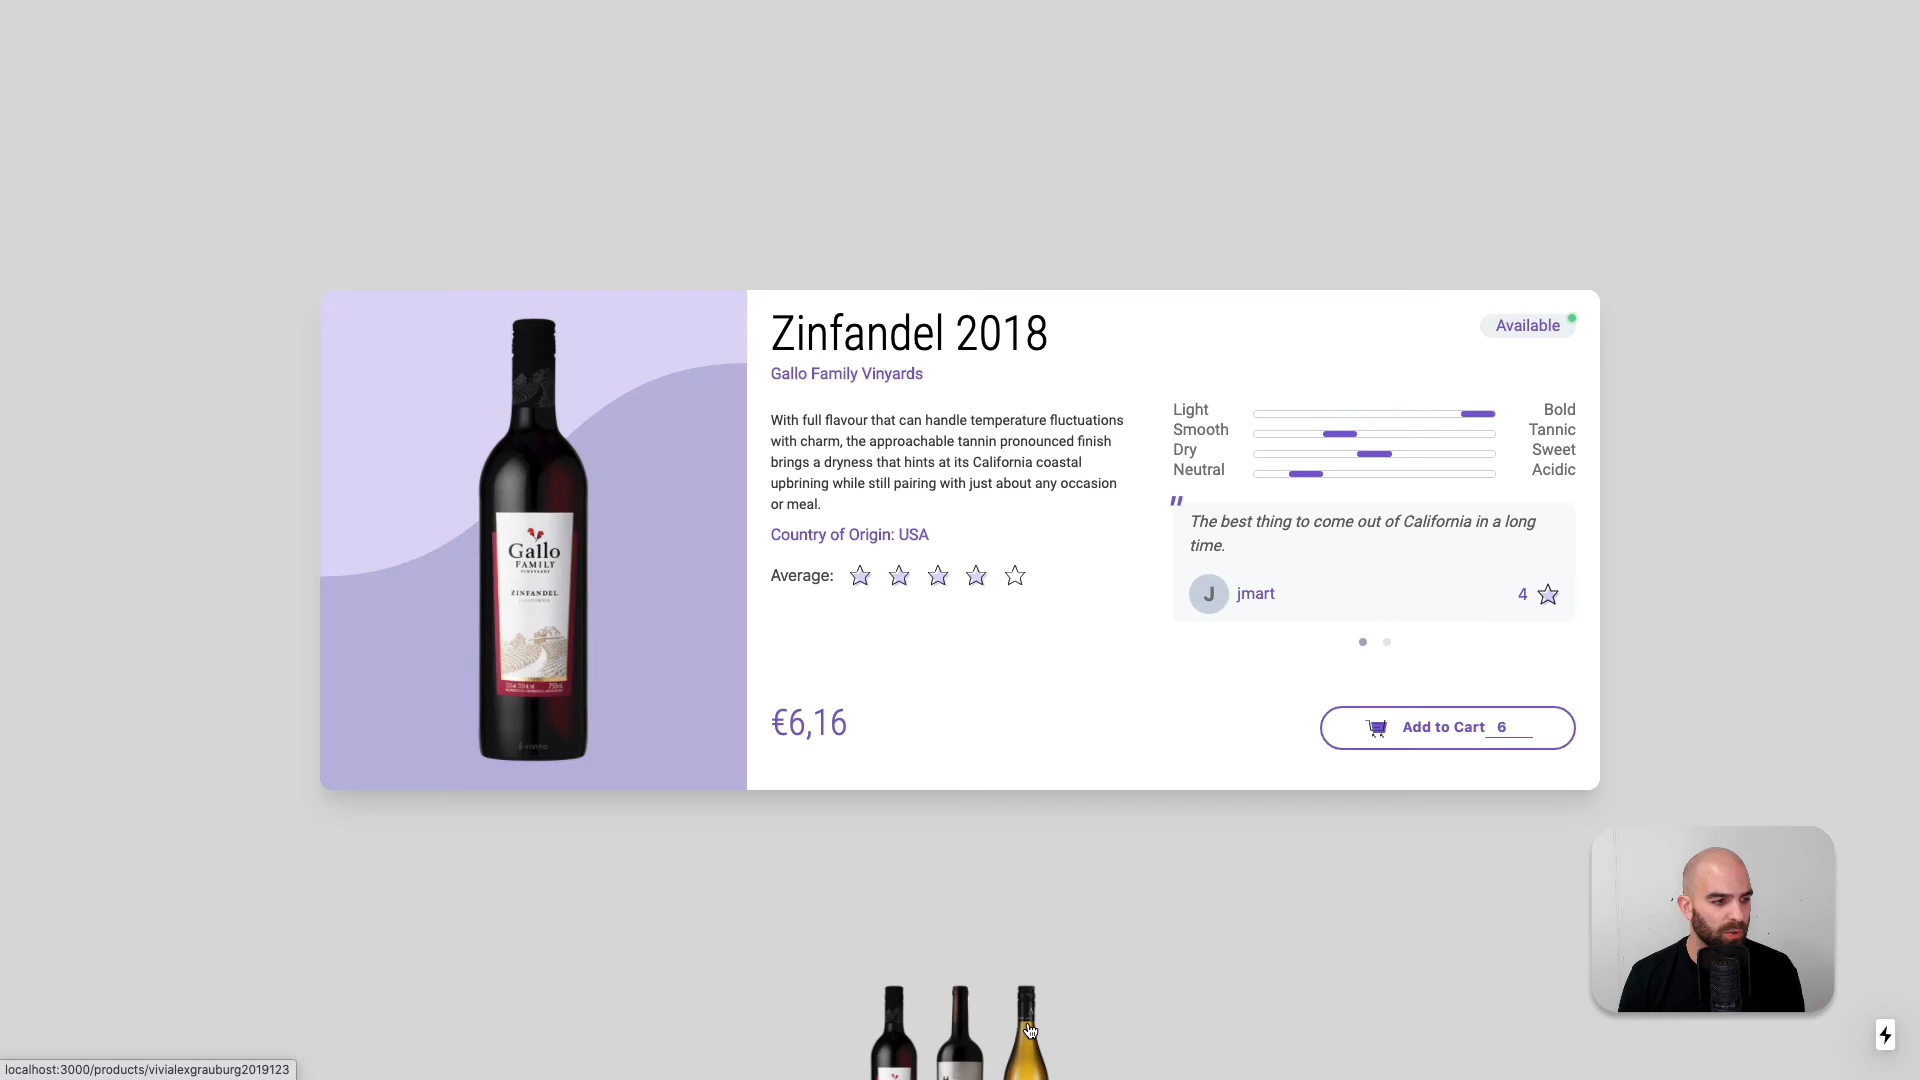 Zinfandel 2018
Available
Gallo Family Vinyards
With full flavour that can handle temperature fluctuations
with charm, the approachable tannin pronounced finish
brings a dryness that hints at its California coastal
upbrining while still pairing with just about any occasion
or meal.
Country of Origin: USA
Average:
Light Bold
Smooth Tannic
Dry Sweet
Neutral Acidic
"
The best thing to come out of California in a long
time.
J jmart 4
€6,16
Add to Cart 6
Gallo
FAMILY
VINEYARDS
ZINFANDEL
CALIFORNIA
750ml
VIVINO
localhost:3000/products/vivialexgrauburg2019123